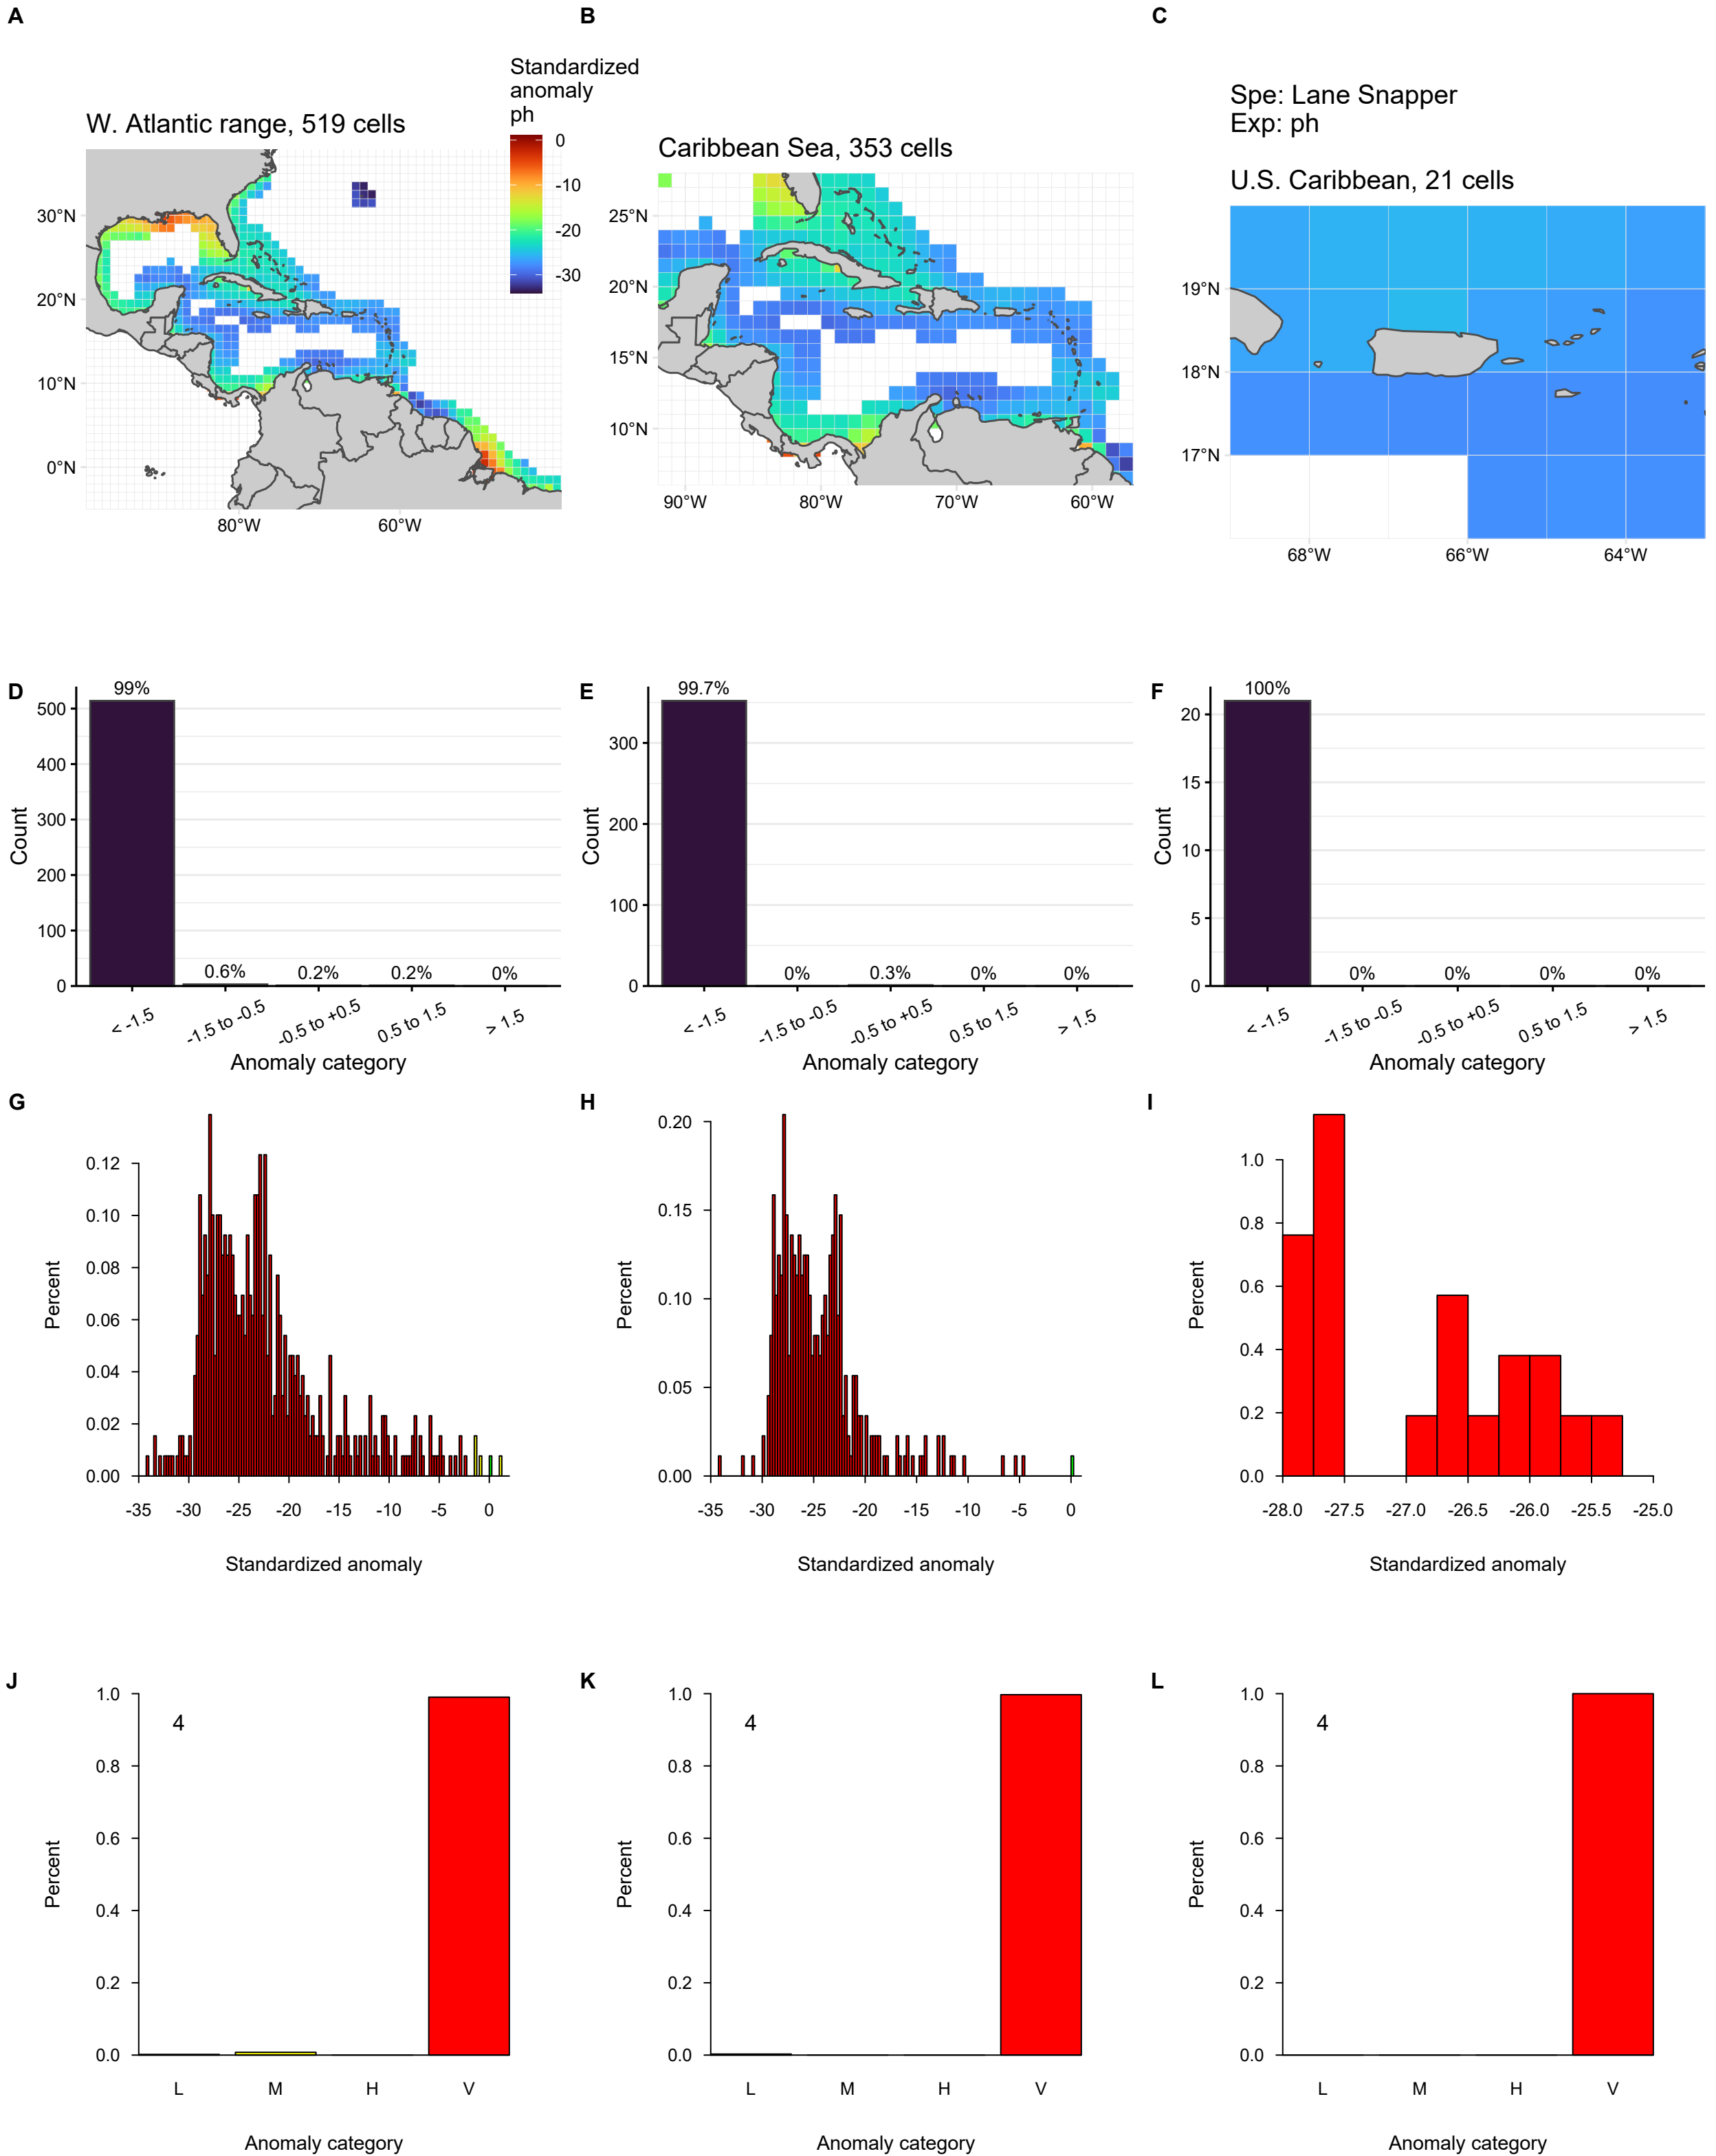 A
B
C
Standardized
anomaly
ph
0
-10
-20
-30
W. Atlantic range, 519 cells
30°N
20°N
10°N
0°N
80°W
60°W
Caribbean Sea, 353 cells
25°N
20°N
15°N
10°N
90°W
80°W
70°W
60°W
Spe: Lane Snapper
Exp: ph
U.S. Caribbean, 21 cells
19°N
18°N
17°N
68°W
66°W
64°W
D
500
400
300
200
100
0
Count
99%
0.6%
0.2%
0.2%
0%
< -1.5
-1.5 to -0.5
-0.5 to +0.5
0.5 to 1.5
> 1.5
Anomaly category
E
300
200
100
0
Count
99.7%
0%
0.3%
0%
0%
< -1.5
-1.5 to -0.5
-0.5 to +0.5
0.5 to 1.5
> 1.5
Anomaly category
F
20
15
10
5
0
Count
100%
0%
0%
0%
0%
< -1.5
-1.5 to -0.5
-0.5 to +0.5
0.5 to 1.5
> 1.5
Anomaly category
G
0.12
0.10
0.08
0.06
0.04
0.02
0.00
Percent
-35
-30
-25
-20
-15
-10
-5
0
Standardized anomaly
H
0.20
0.15
0.10
0.05
0.00
Percent
-35
-30
-25
-20
-15
-10
-5
0
Standardized anomaly
I
1.0
0.8
0.6
0.4
0.2
0.0
Percent
-28.0
-27.5
-27.0
-26.5
-26.0
-25.5
-25.0
Standardized anomaly
J
4
1.0
0.8
0.6
0.4
0.2
0.0
Percent
L
M
H
V
Anomaly category
K
4
1.0
0.8
0.6
0.4
0.2
0.0
Percent
L
M
H
V
Anomaly category
L
4
1.0
0.8
0.6
0.4
0.2
0.0
Percent
L
M
H
V
Anomaly category